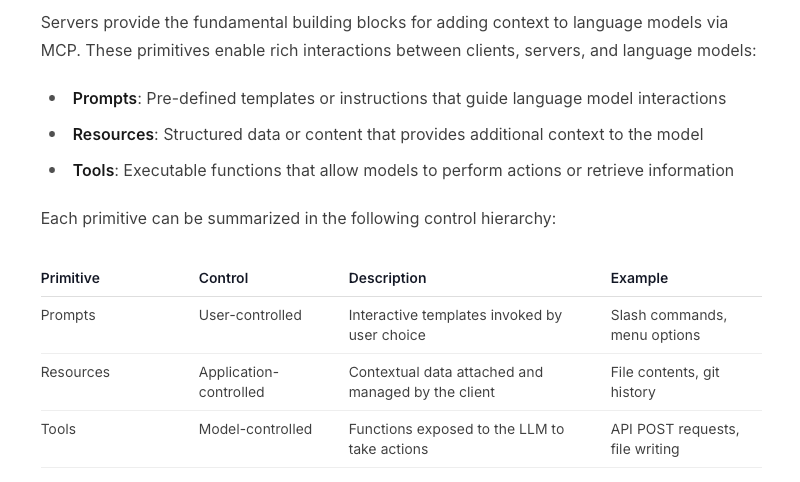 Servers provide the fundamental building blocks for adding context to language models via
MCP. These primitives enable rich interactions between clients, servers, and language models:
• Prompts: Pre-defined templates or instructions that guide language model interactions
• Resources: Structured data or content that provides additional context to the model
• Tools: Executable functions that allow models to perform actions or retrieve information
Each primitive can be summarized in the following control hierarchy:
Primitive Control Description Example
Prompts User-controlled Interactive templates invoked by Slash commands,
user choice menu options
Resources Application- Contextual data attached and File contents, git
controlled managed by the client history
Tools Model-controlled Functions exposed to the LLM to API POST requests,
take actions file writing